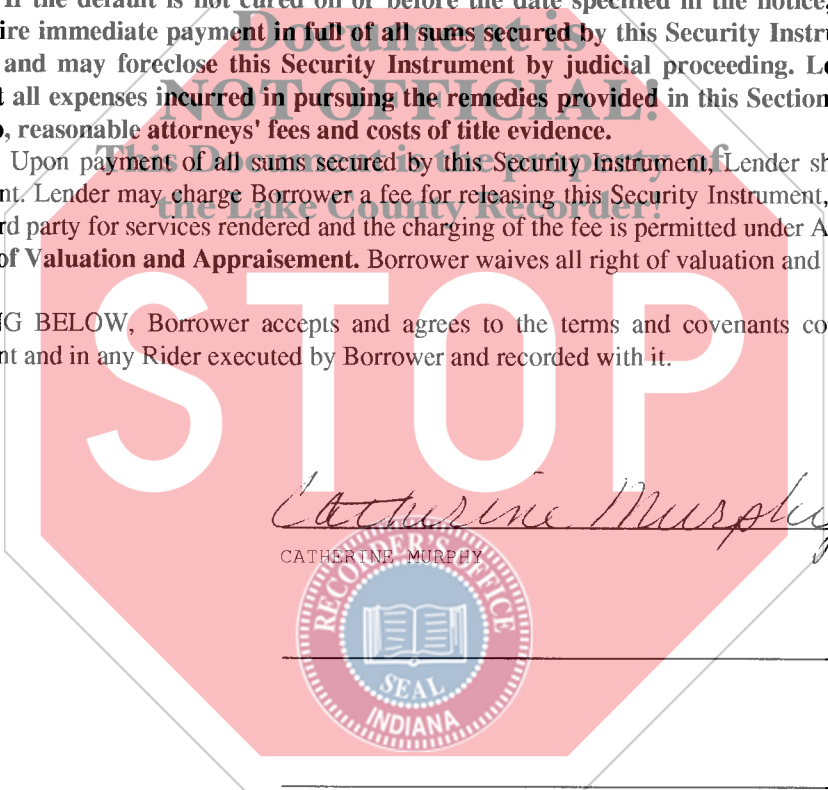 If the default is not cured on or before the date specified in the notice,
ire immediate payment in full of all sums secured by this Security Instru
and may foreclose this Security Instrument by judicial proceeding. L
t all expenses incurred in pursuing the remedies provided in this Section
, reasonable attorneys' fees and costs of title evidence.
Upon payment of all sums secured by this Security Instrument, Lender sh
nt. Lender may charge Borrower a fee for releasing this Security Instrument,
rd party for services rendered and the charging of the fee is permitted under A
of Valuation and Appraisement. Borrower waives all right of valuation and
G BELOW, Borrower accepts and agrees to the terms and covenants co
nt and in any Rider executed by Borrower and recorded with it.
Document is
NOT OFFICIAL!
This Document is the property of
the Lake County Recorder!
STOP
Catherine Murphy
CATHERINE MURPHY
RECORDER'S OFFICE
SEAL
INDIANA